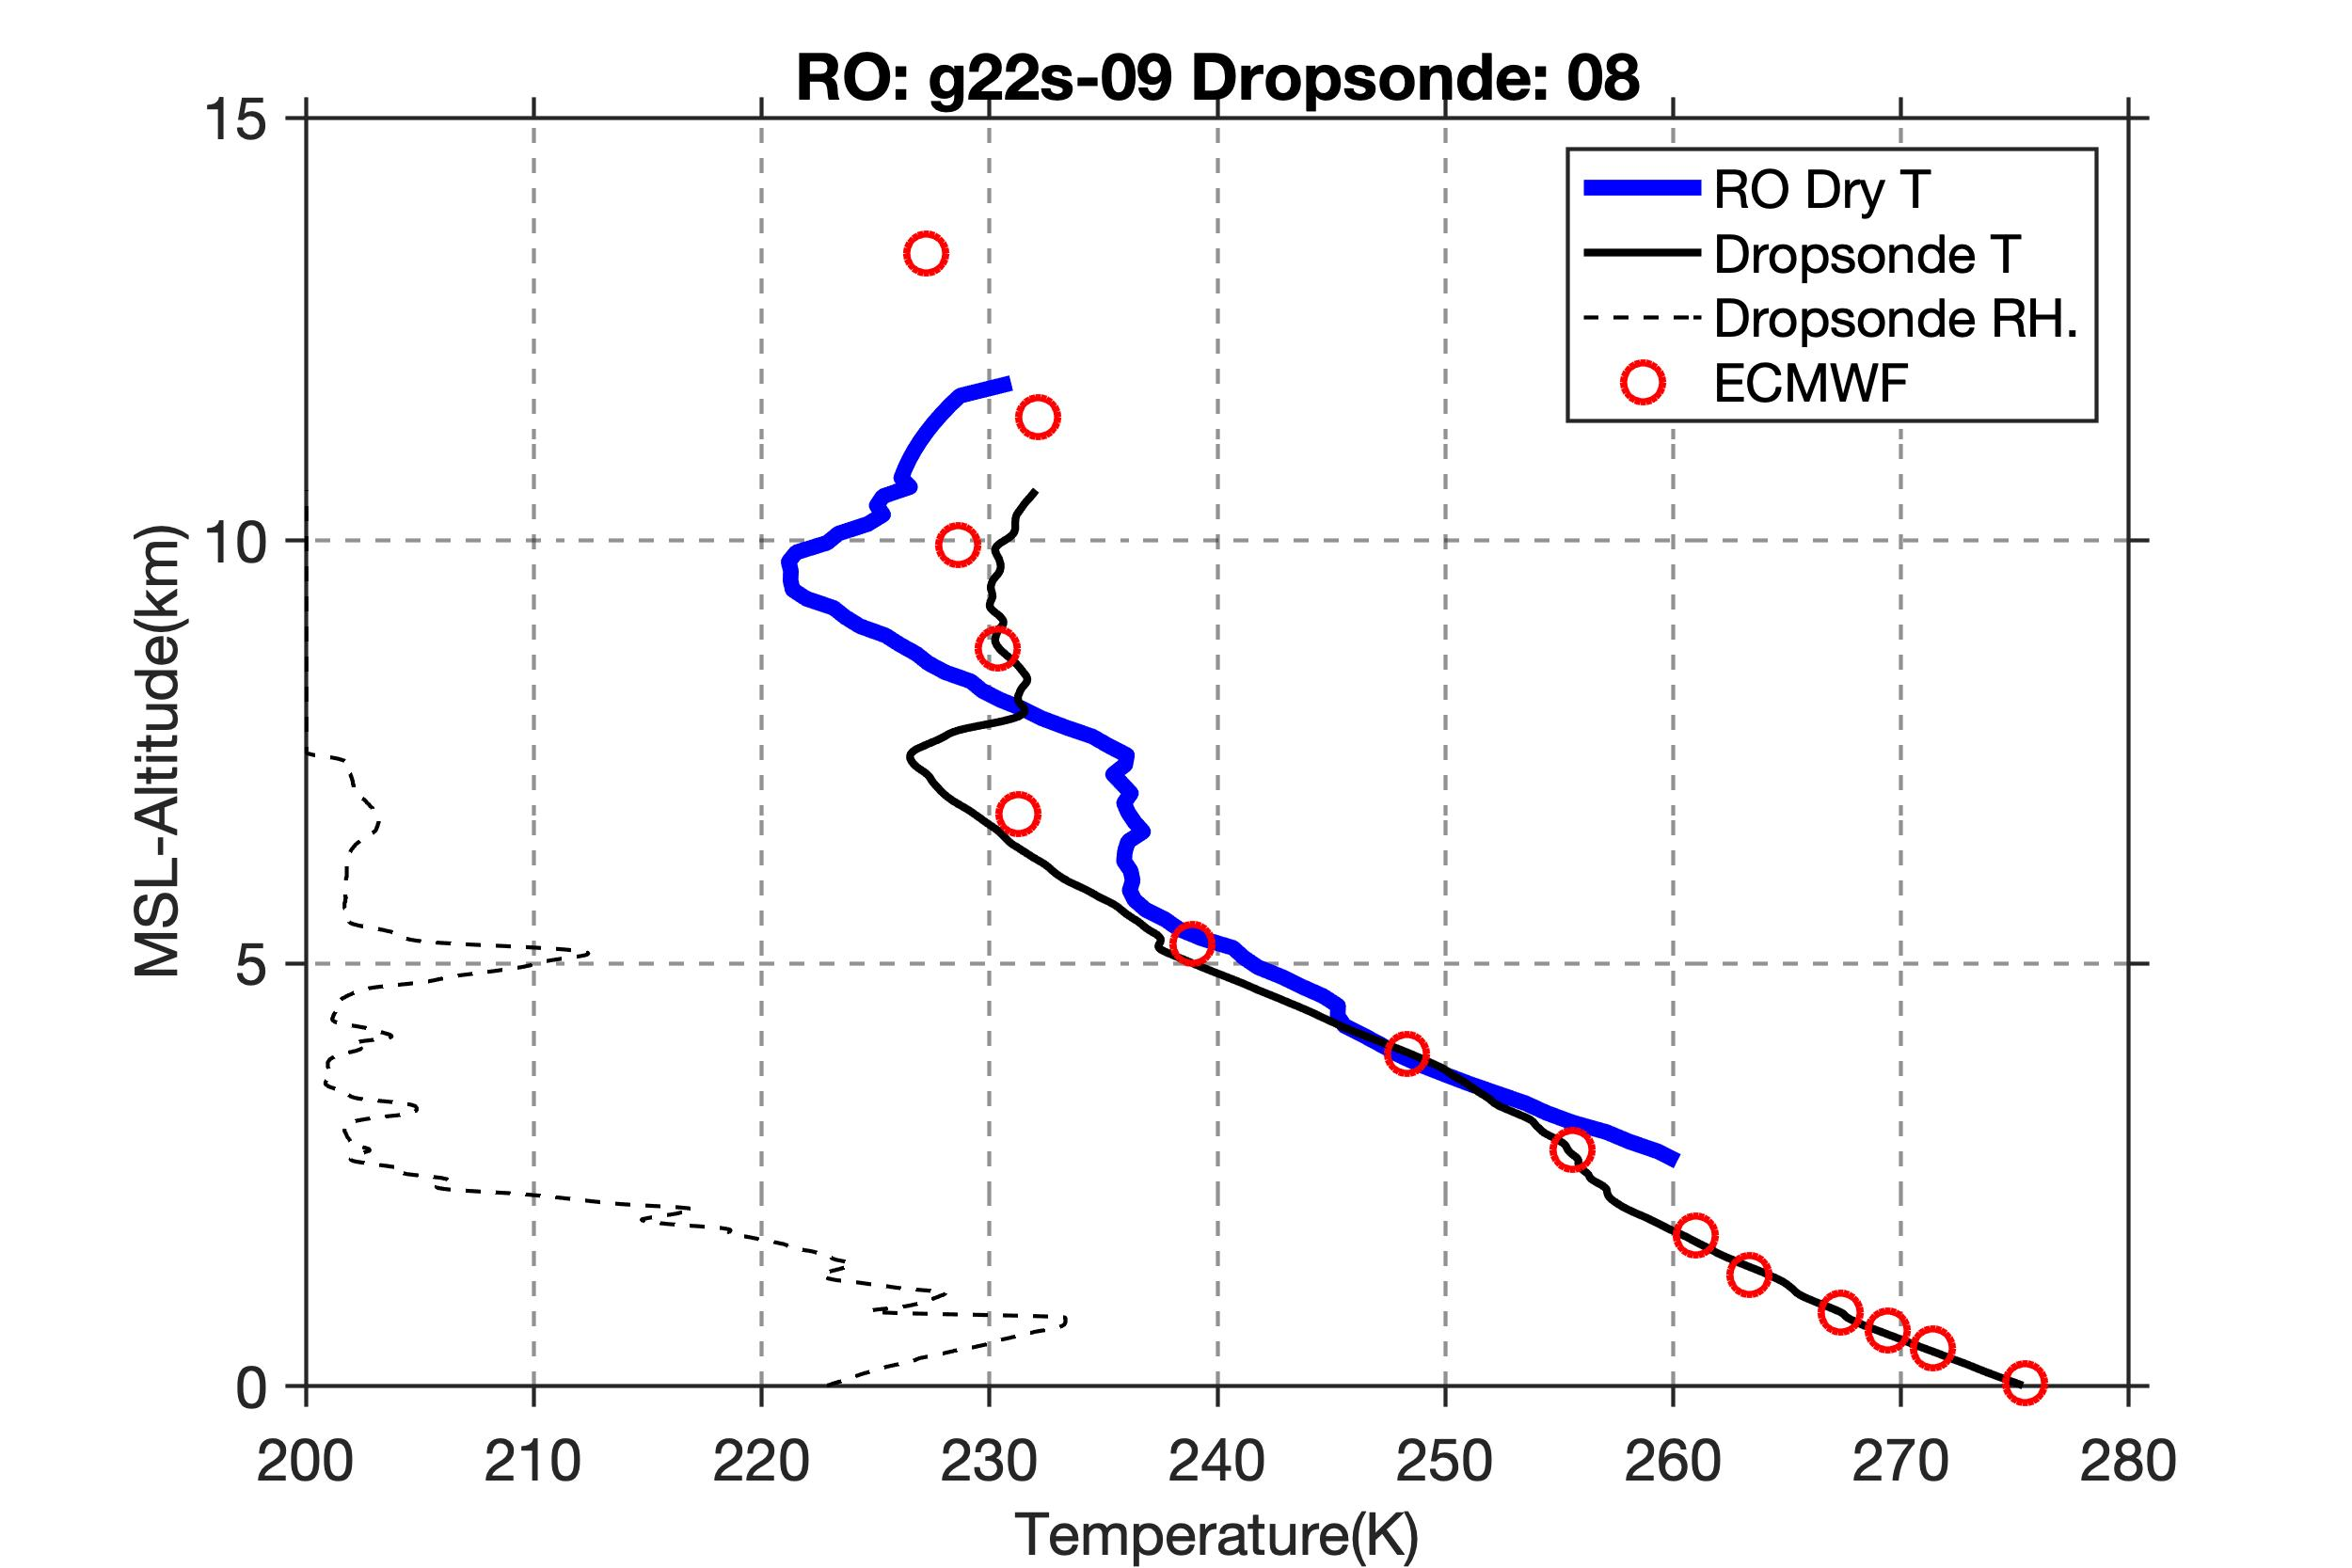 RO: g22s-09 Dropsonde: 08
15
10
5
0
MSL-Altitude(km)
RO Dry T
Dropsonde T
Dropsonde RH.
ECMWF
200 210 220 230 240 250 260 270 280
Temperature(K)